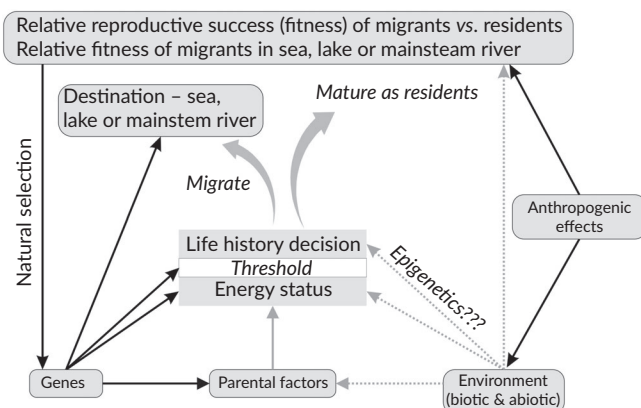 Relative reproductive success (fitness) of migrants vs. residents
Relative fitness of migrants in sea, lake or mainsteam river
Destination – sea,
lake or mainstem river
Mature as residents
Migrate
Natural selection
Anthropogenic
effects
Life history decision
Threshold
Energy status
Epigenetics???
Genes
Parental factors
Environment
(biotic & abiotic)